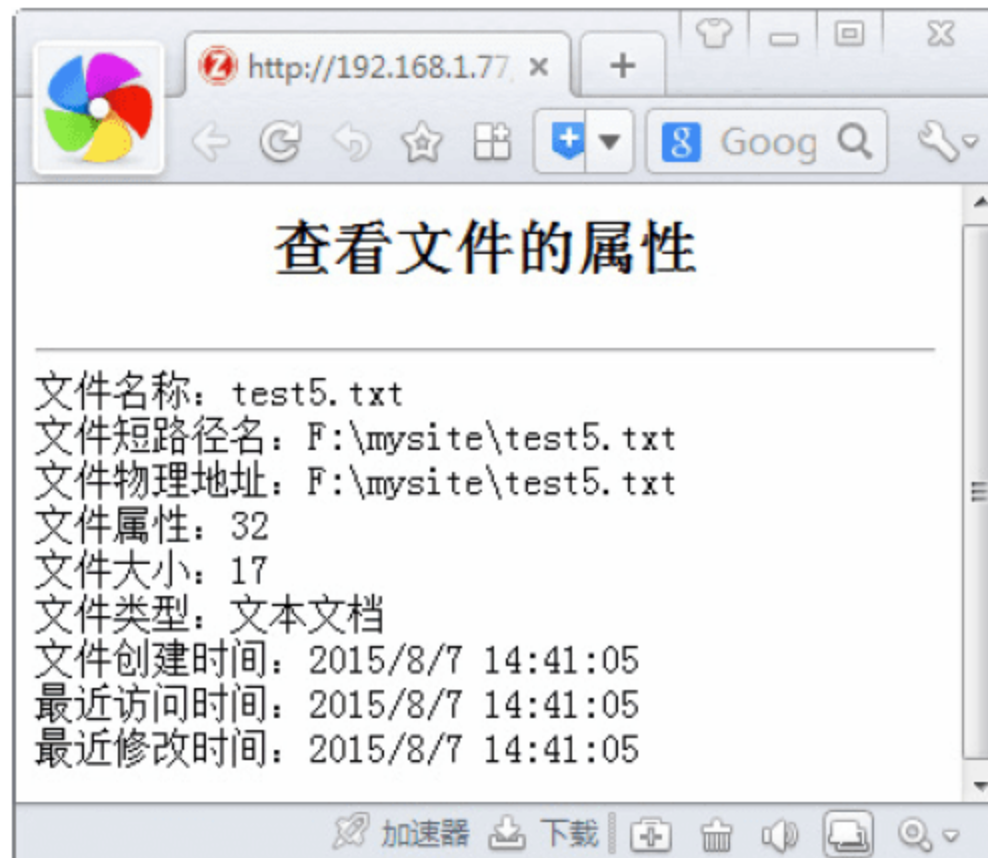 http://192.168.1.77
Goog
查看文件的属性
文件名称：test5.txt
文件短路径名：F:\mysite\test5.txt
文件物理地址：F:\mysite\test5.txt
文件属性：32
文件大小：17
文件类型：文本文档
文件创建时间：2015/8/7 14:41:05
最近访问时间：2015/8/7 14:41:05
最近修改时间：2015/8/7 14:41:05
加速器 下载